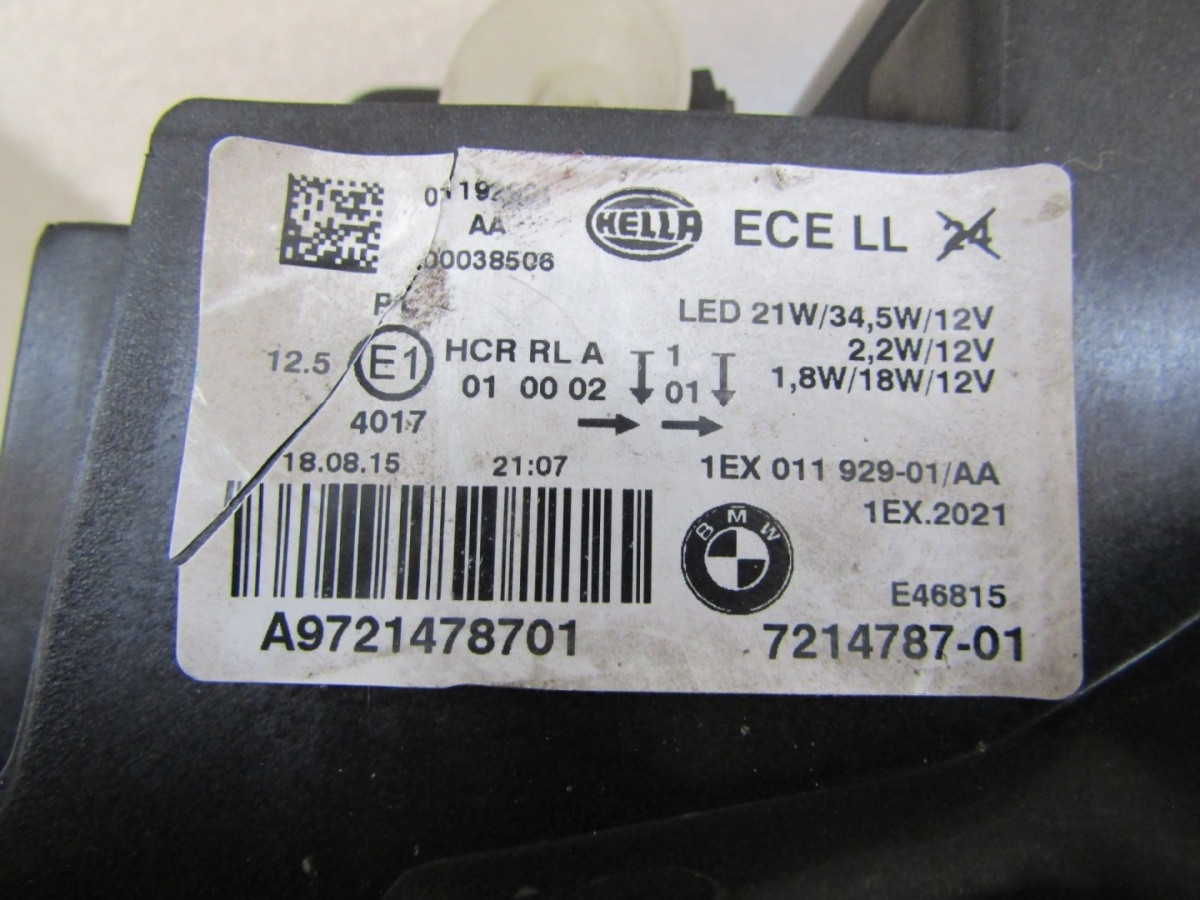 AA
.00038506
HELLA
ECE LL 24
LED 21W/34,5W/12V
2,2W/12V
1,8W/18W/12V
12.5 E1 HCR RL A 1
01 00 02 01
4017
18.08.15 21:07
1EX 011 929-01/AA
1EX.2021
BMW
E46815
A9721478701
7214787-01